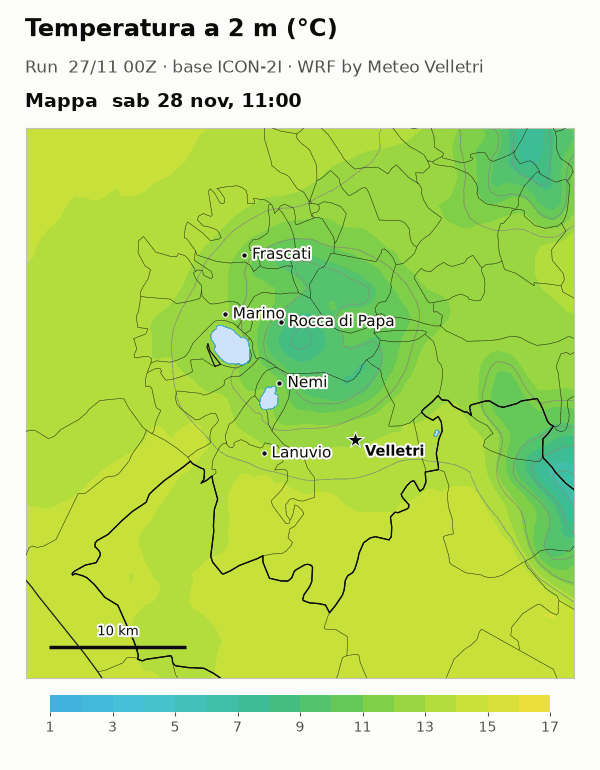 Temperatura a 2 m (°C)
Run  27/11 00Z · base ICON-2I · WRF by Meteo Velletri
Mappa  sab 28 nov, 11:00
Frascati
Marino
Rocca di Papa
Nemi
Velletri
Lanuvio
10 km
1 3 5 7 9 11 13 15 17